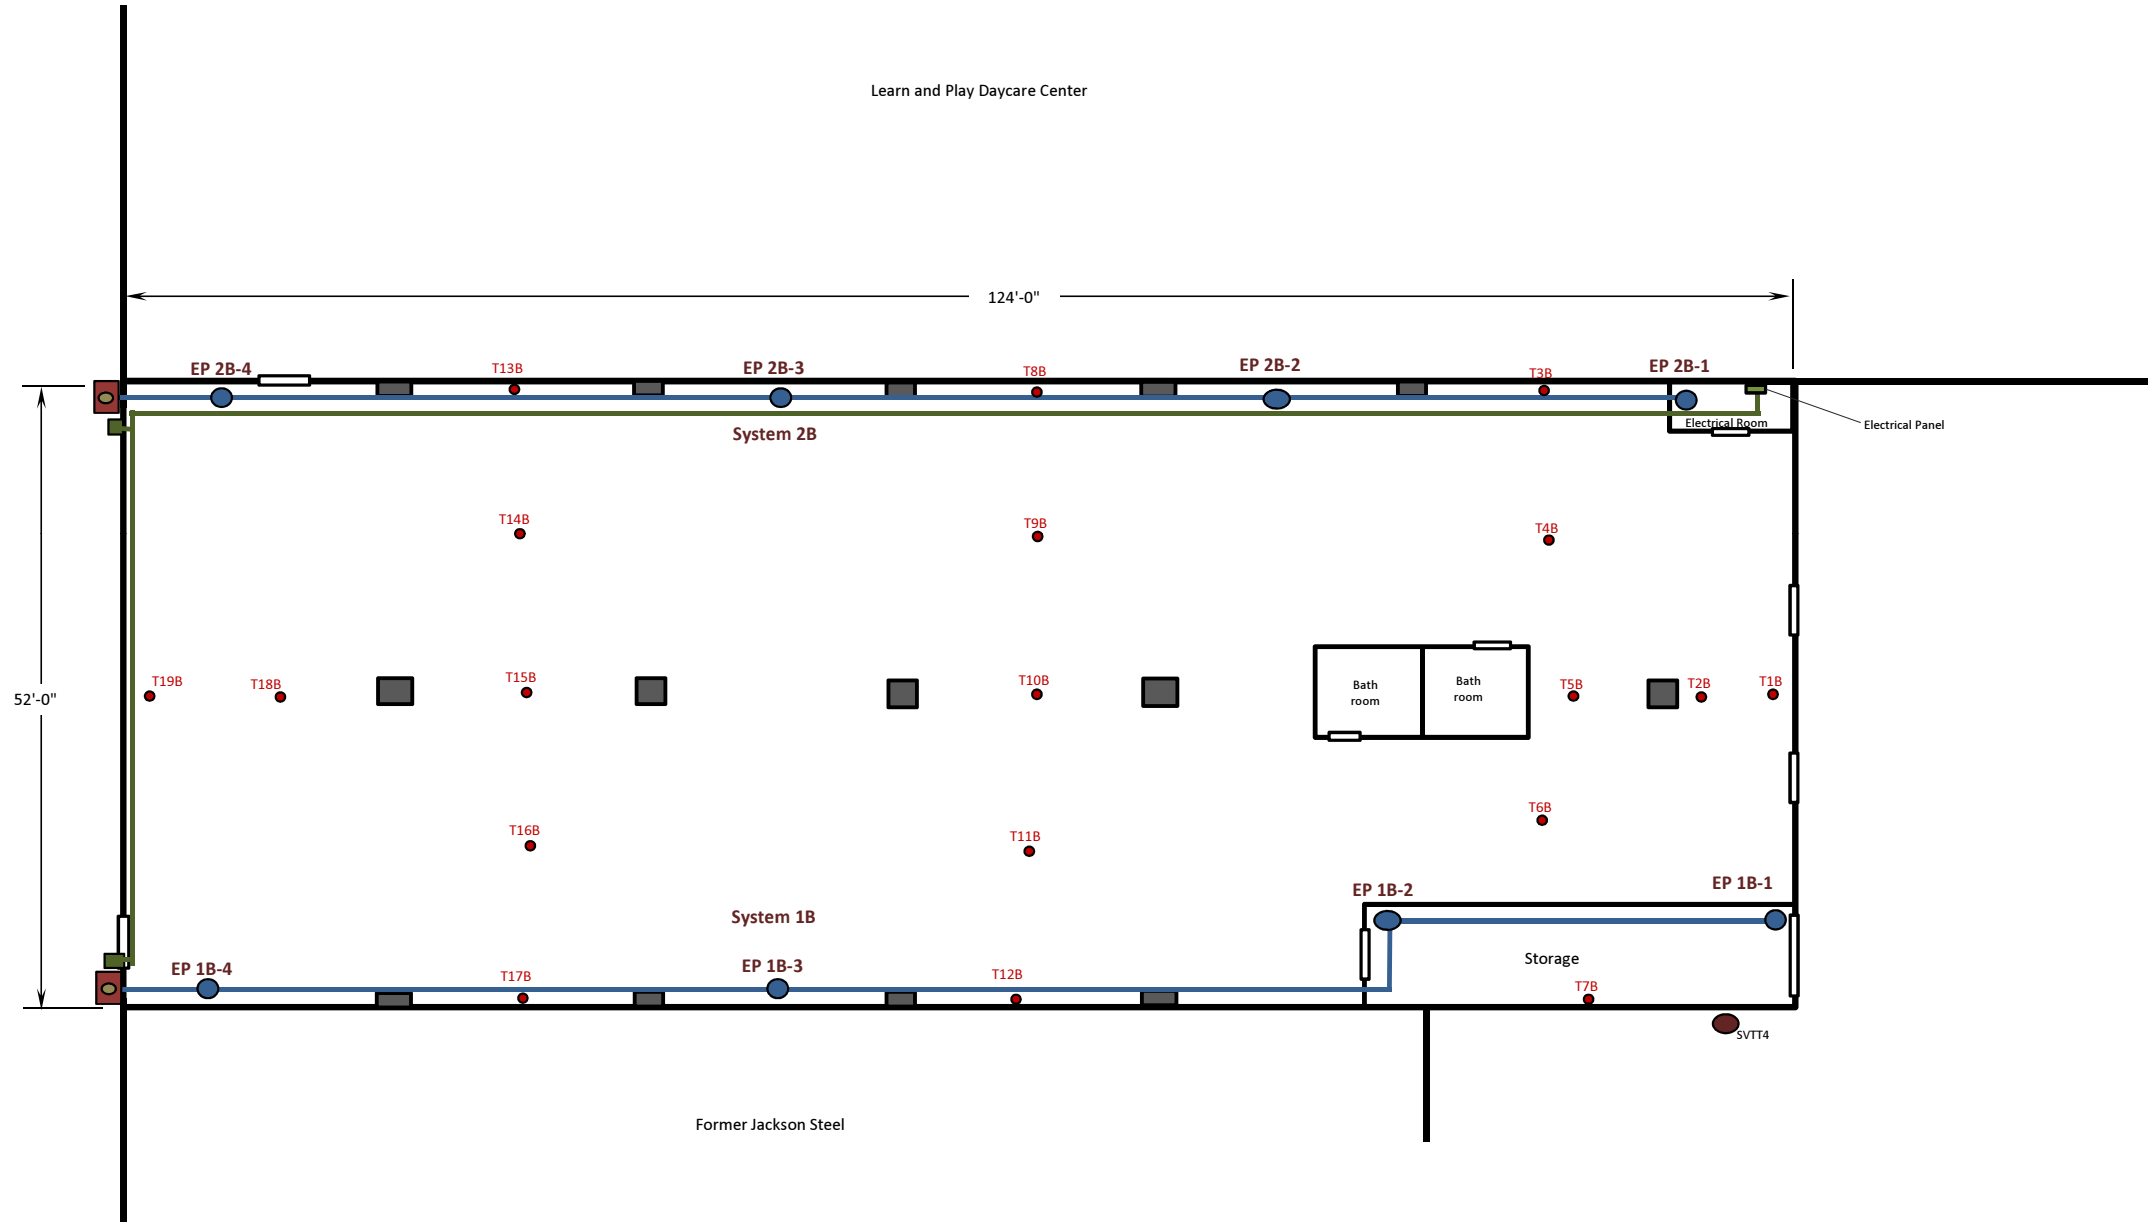 Learn and Play Daycare Center
124'-0"
EP 2B-4
T13B
EP 2B-3
T8B
EP 2B-2
T3B
EP 2B-1
Electrical Room
Electrical Panel
System 2B
T14B
T9B
T4B
52'-0"
T19B
T18B
T15B
T10B
Bath
room
Bath
room
T5B
T2B
T1B
T16B
T11B
T6B
EP 1B-2
EP 1B-1
System 1B
EP 1B-4
T17B
EP 1B-3
T12B
Storage
T7B
SVTT4
Former Jackson Steel